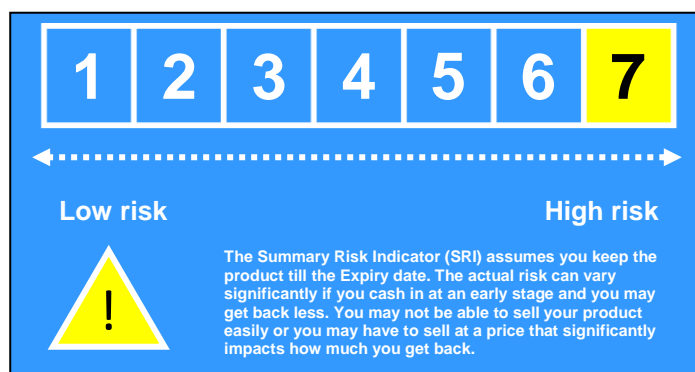 1 2 3 4 5 6 7
Low risk High risk
!
The Summary Risk Indicator (SRI) assumes you keep the
product till the Expiry date. The actual risk can vary
significantly if you cash in at an early stage and you may
get back less. You may not be able to sell your product
easily or you may have to sell at a price that significantly
impacts how much you get back.